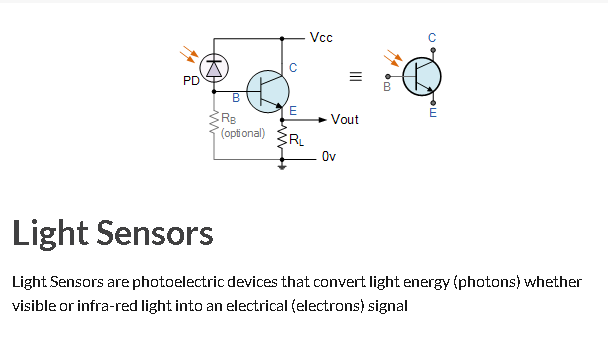 Vcc
C
C
PD
B
B
E
E
RB
Vout
(optional)
RL
0v
Light Sensors
Light Sensors are photoelectric devices that convert light energy (photons) whether
visible or infra-red light into an electrical (electrons) signal